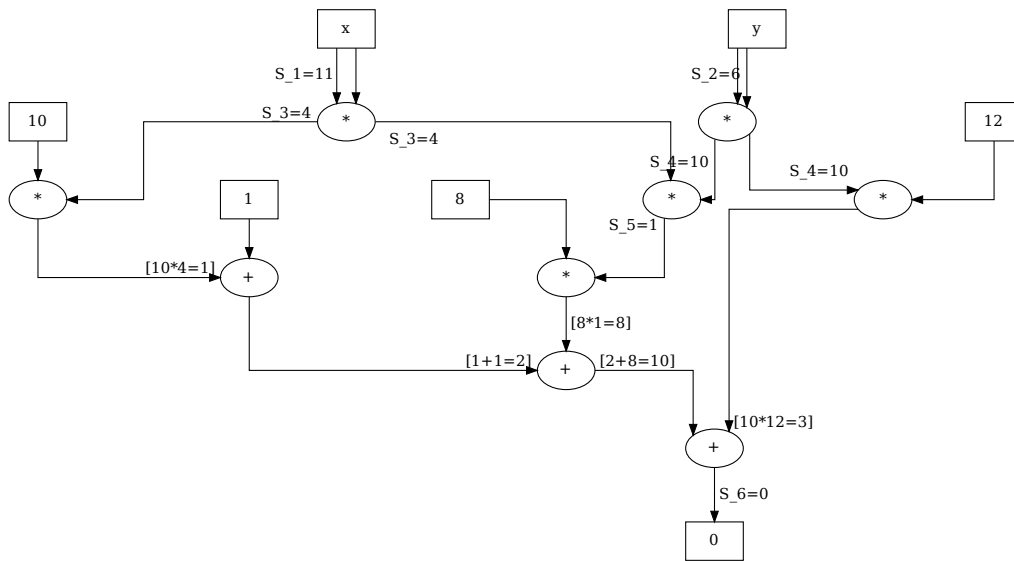 x
y
S_1=11
S_2=6
10
S_3=4
*
S_3=4
*
12
S_4=10
S_4=10
*
1
8
*
*
S_5=1
[10*4=1]
+
*
[8*1=8]
[1+1=2]
+
[2+8=10]
[10*12=3]
+
S_6=0
0